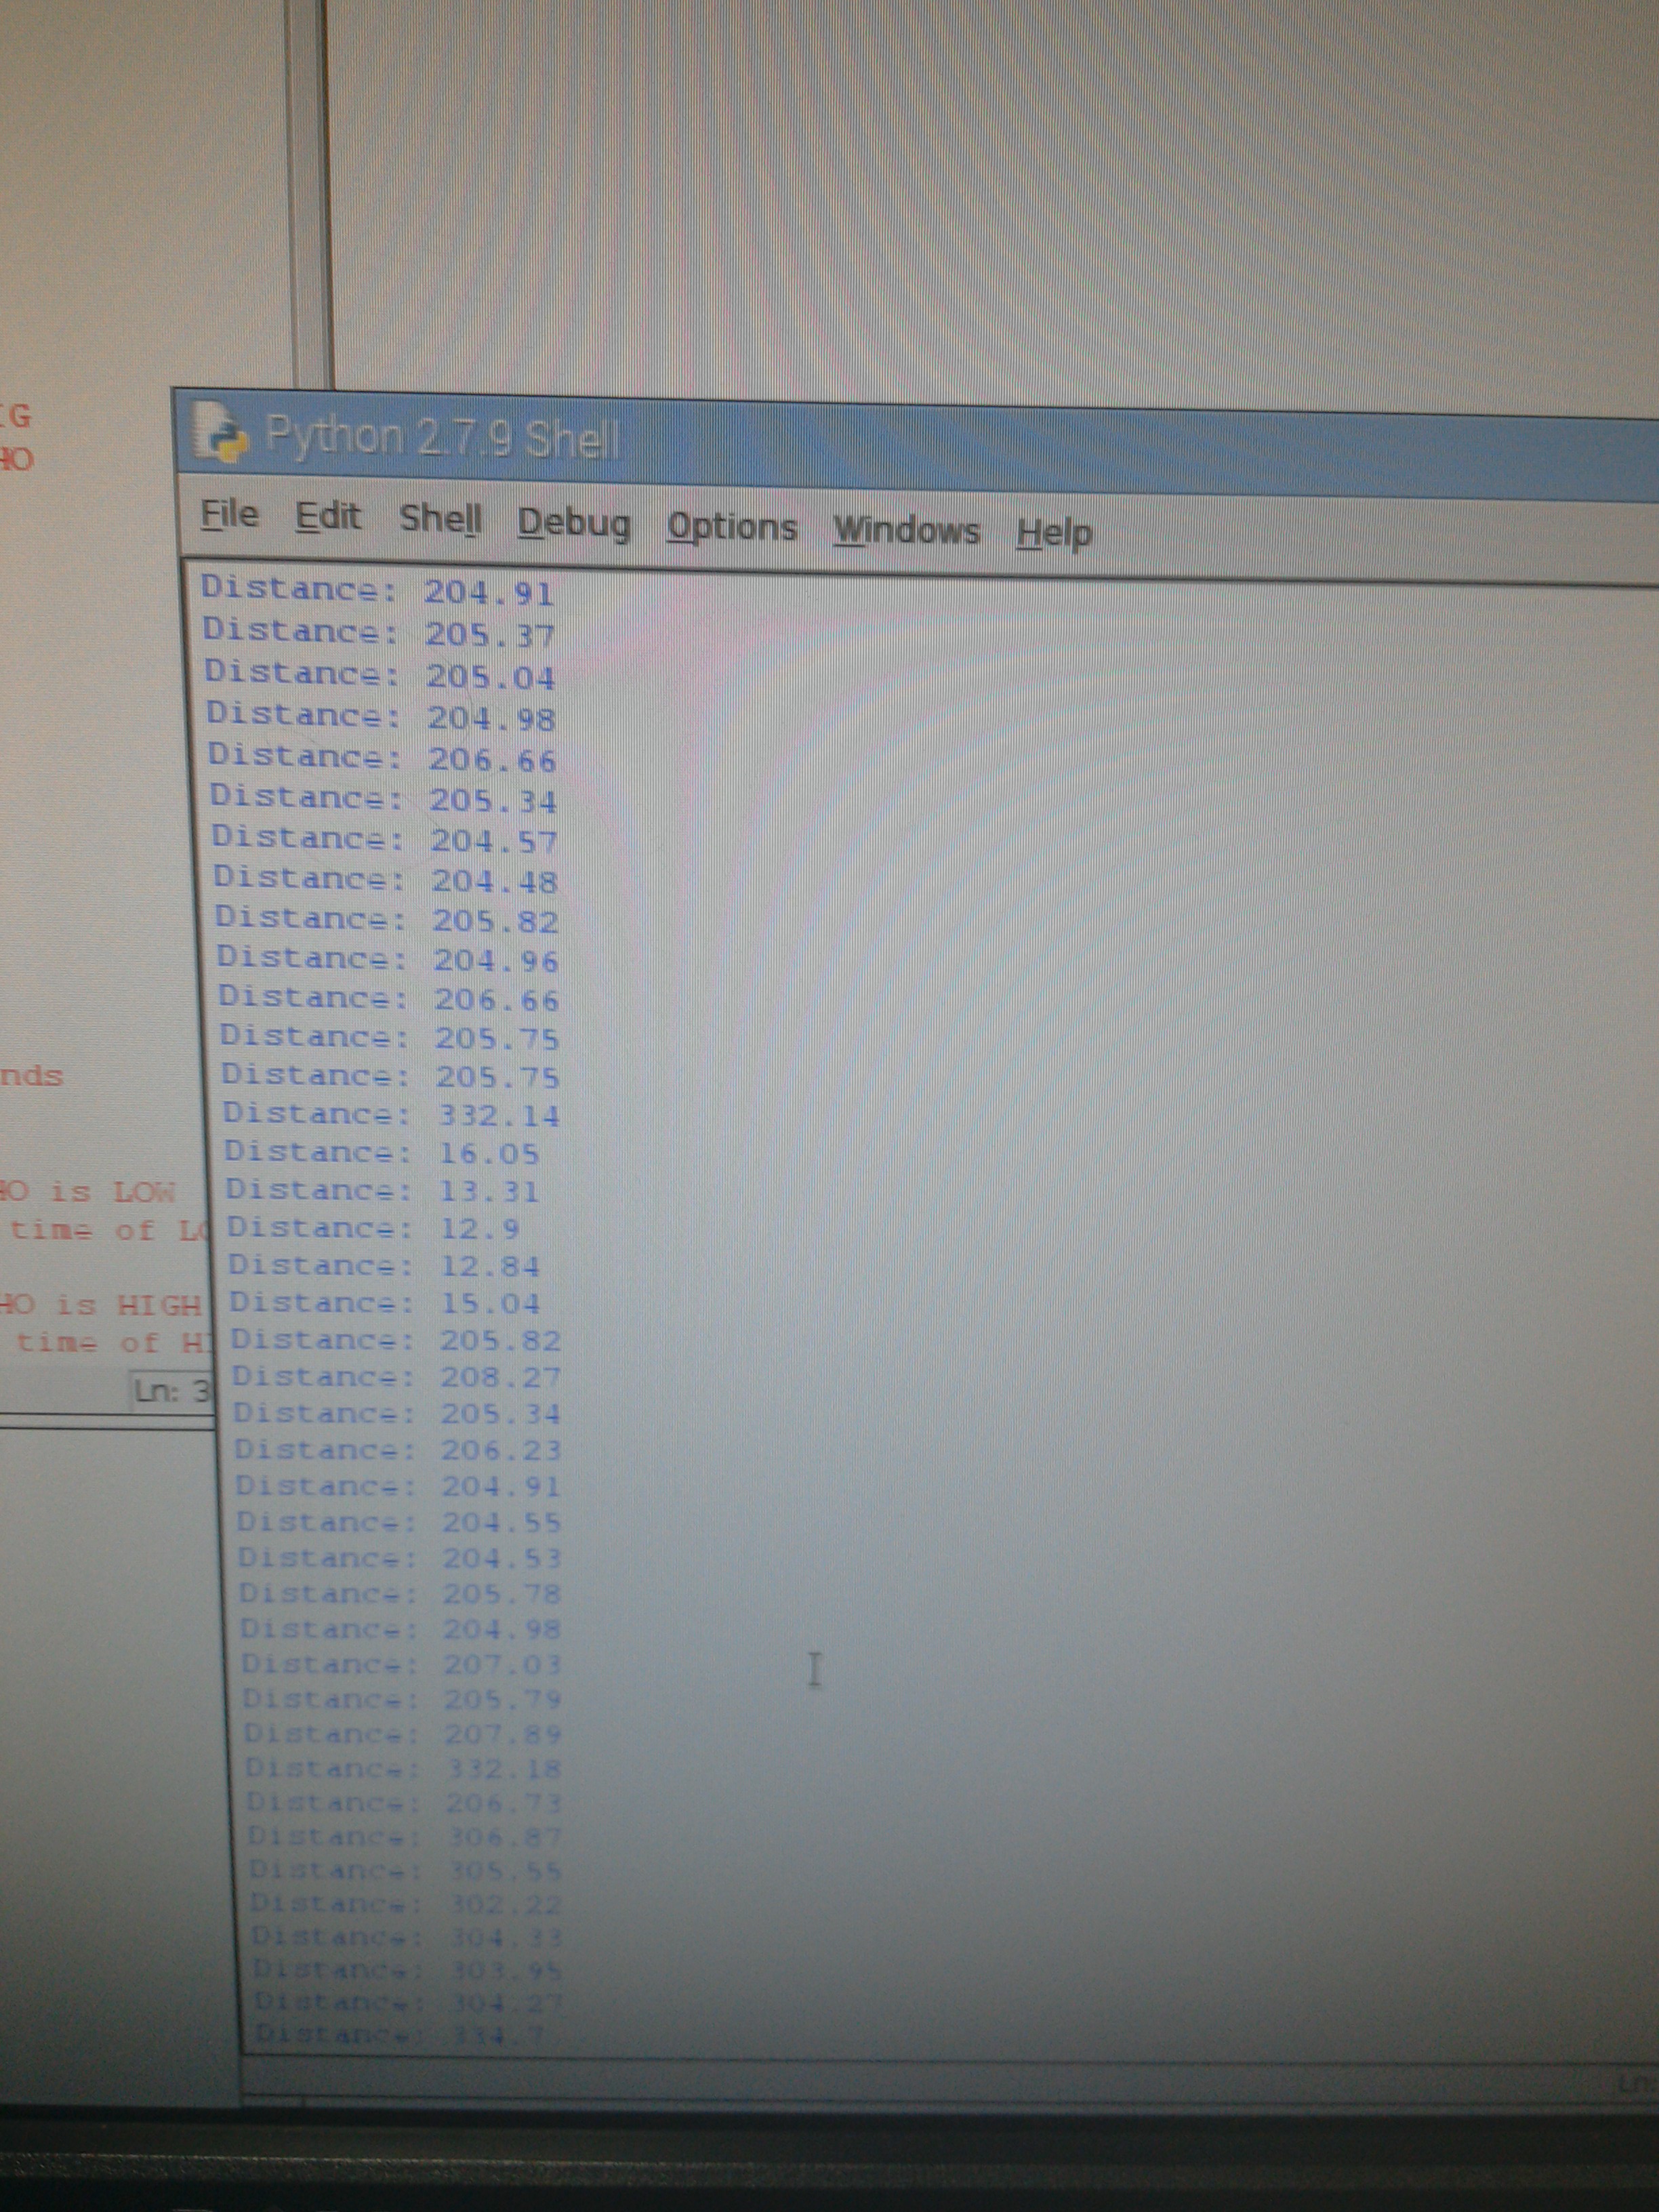 IG
HO
Python 2.7.9 Shell
File Edit Shell Debug Options Windows Help
Distance: 204.91
Distance: 205.37
Distance: 205.04
Distance: 204.98
Distance: 206.66
Distance: 205.34
Distance: 204.57
Distance: 204.48
Distance: 205.82
Distance: 204.96
Distance: 206.66
Distance: 205.75
Distance: 205.75
Distance: 332.14
Distance: 16.05
Distance: 13.31
Distance: 12.9
Distance: 12.84
Distance: 15.04
Distance: 205.82
Distance: 208.27
Distance: 205.34
Distance: 206.23
Distance: 204.91
Distance: 204.55
Distance: 204.53
Distance: 205.78
Distance: 204.98
Distance: 207.03
Distance: 205.79
Distance: 207.89
Distance: 332.18
Distance: 206.73
Distance: 306.87
Distance: 305.55
Distance: 302.22
Distance: 304.33
Distance: 303.95
Distance: 304.27
Distance: 334.7
nds
HO is LOW
time of LO
HO is HIGH
time of HI
Ln: 3
Ln: